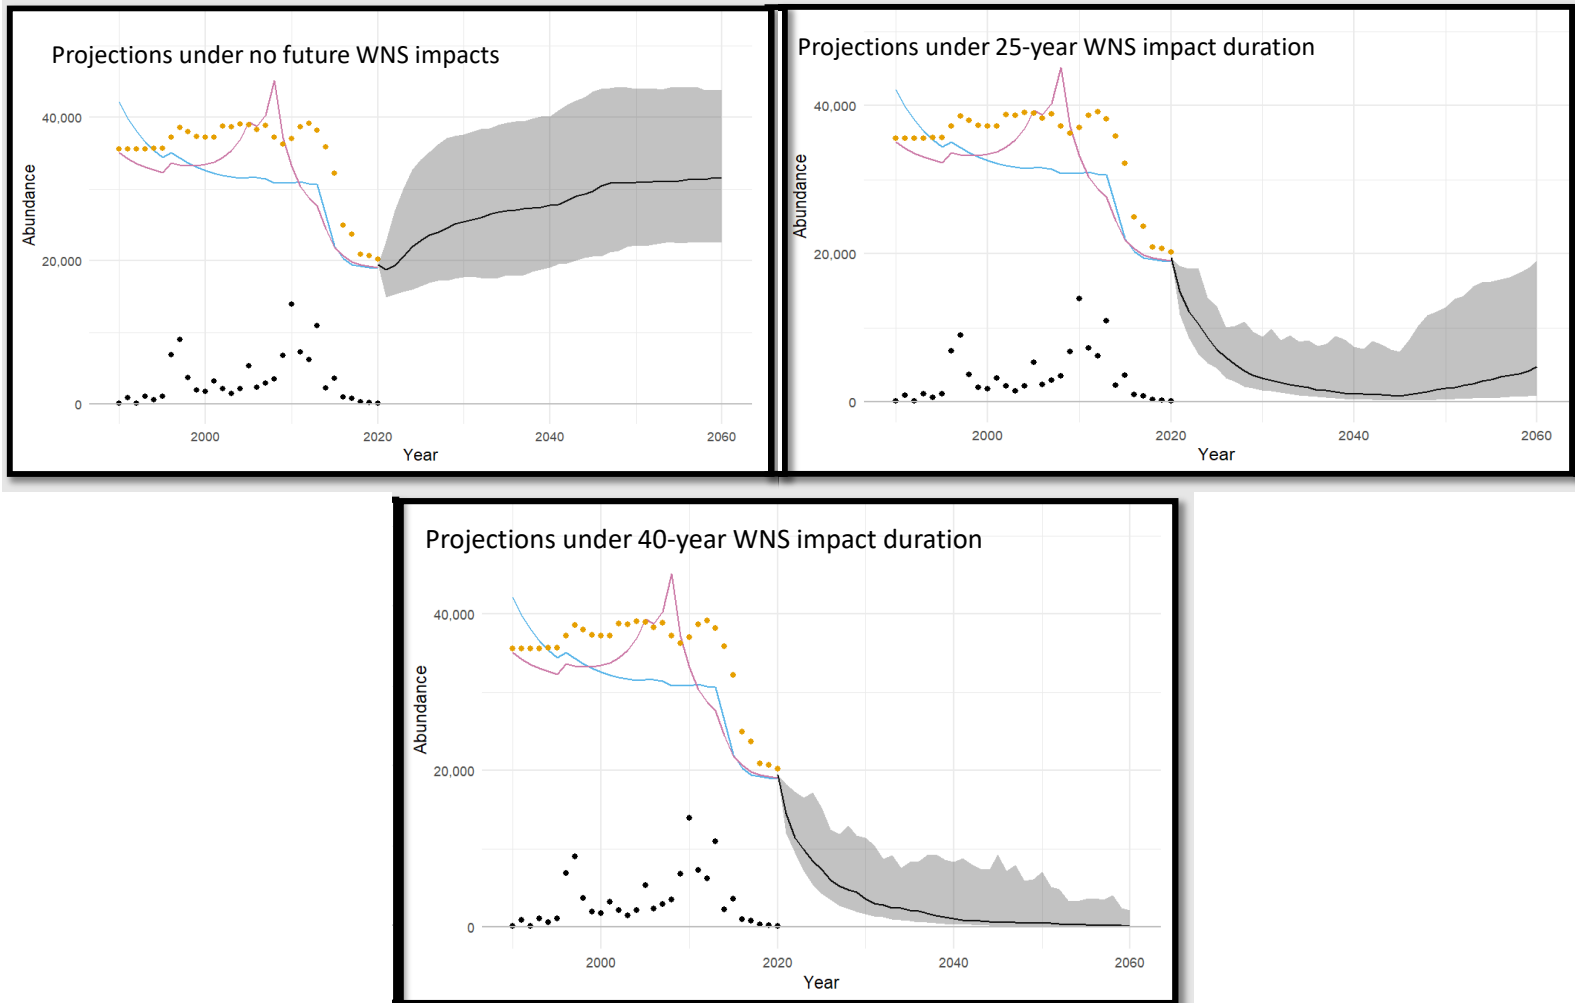 Projections under no future WNS impacts
40,000
20,000
0
Abundance
2000
2020
2040
2060
Year
Projections under 25-year WNS impact duration
40,000
20,000
0
Abundance
2000
2020
2040
2060
Year
Projections under 40-year WNS impact duration
40,000
20,000
0
Abundance
2000
2020
2040
2060
Year